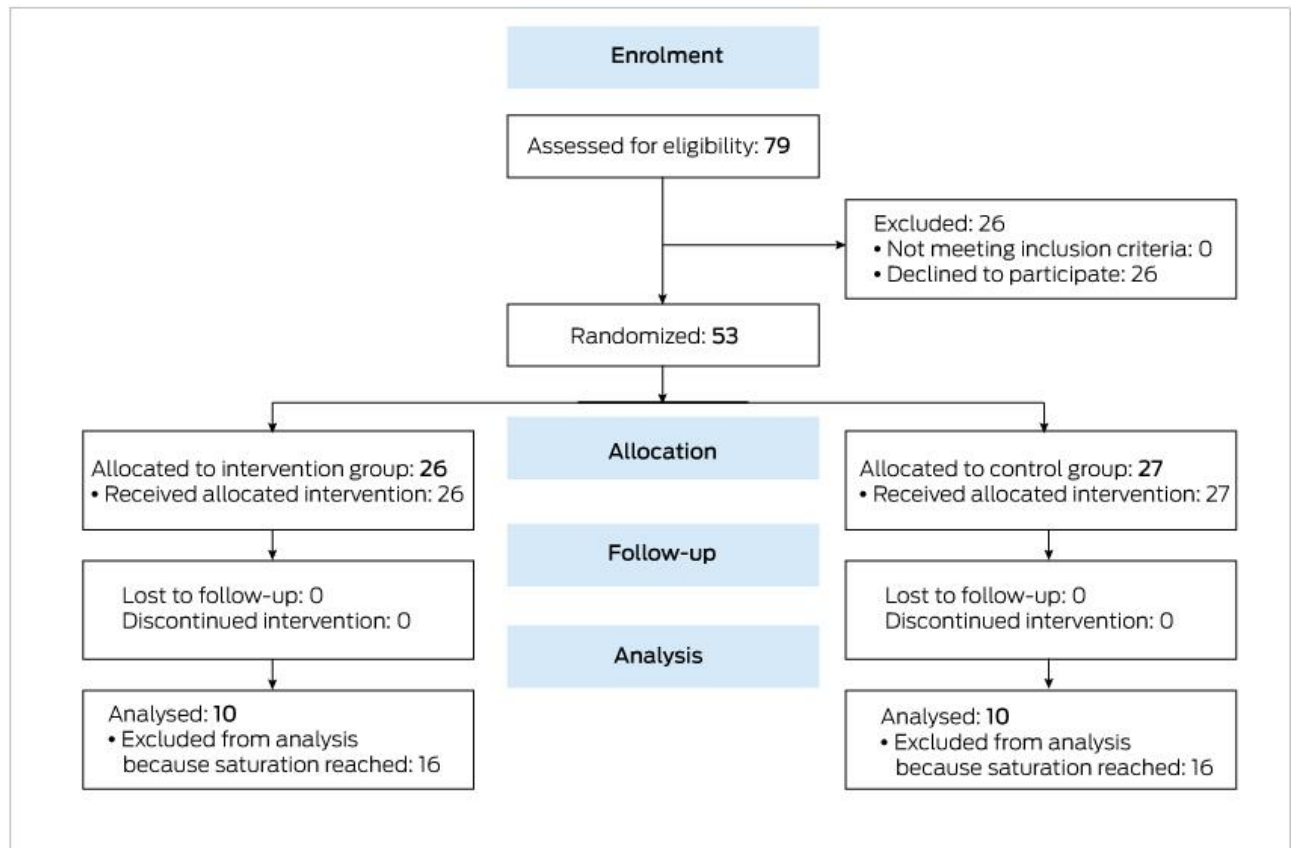 Enrolment
Assessed for eligibility: 79
Excluded: 26
• Not meeting inclusion criteria: 0
• Declined to participate: 26
Randomized: 53
Allocation
Allocated to intervention group: 26
• Received allocated intervention: 26
Allocated to control group: 27
• Received allocated intervention: 27
Follow-up
Lost to follow-up: 0
Discontinued intervention: 0
Lost to follow-up: 0
Discontinued intervention: 0
Analysis
Analysed: 10
• Excluded from analysis
because saturation reached: 16
Analysed: 10
• Excluded from analysis
because saturation reached: 16